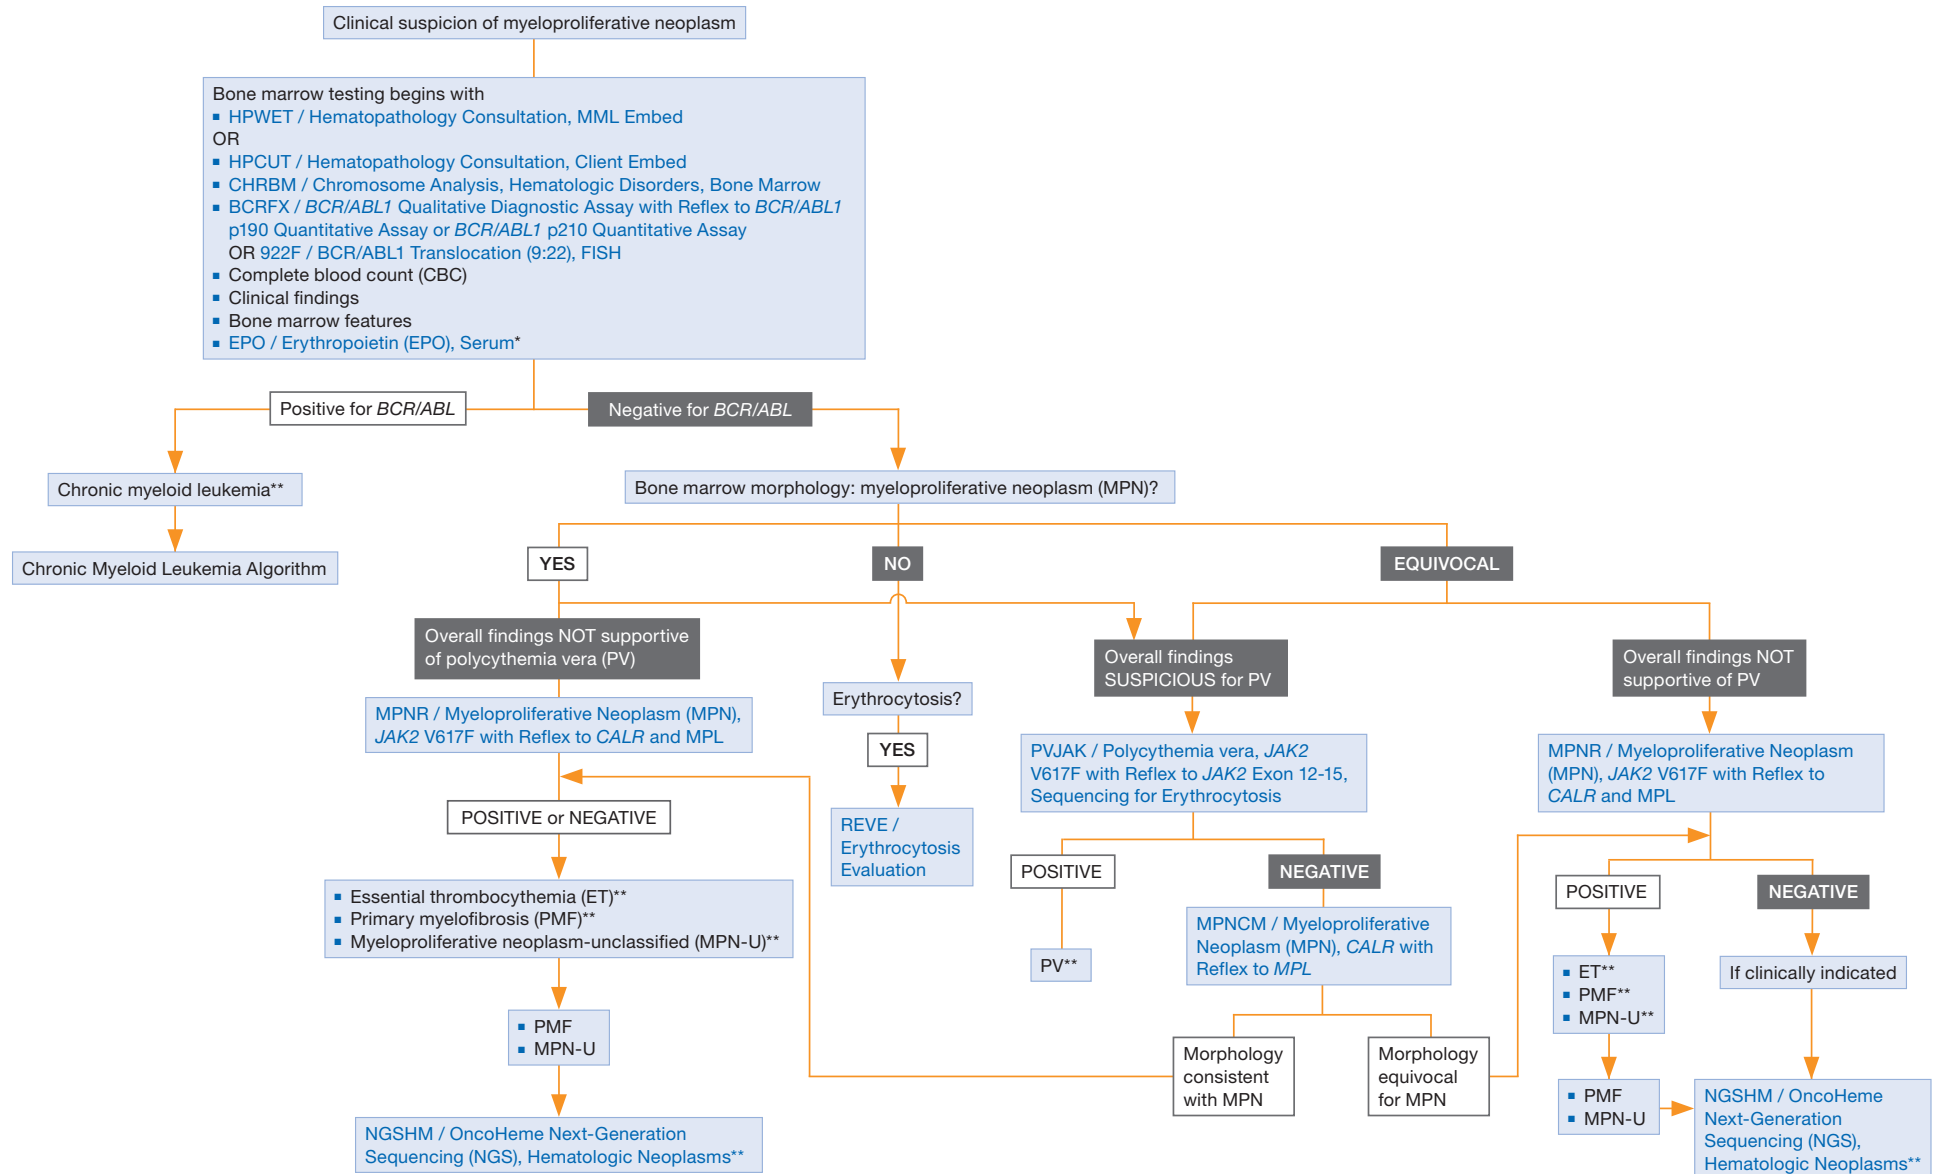 Clinical suspicion of myeloproliferative neoplasm
Bone marrow testing begins with
▪ HPWET / Hematopathology Consultation, MML Embed
OR
▪ HPCUT / Hematopathology Consultation, Client Embed
▪ CHRBM / Chromosome Analysis, Hematologic Disorders, Bone Marrow
▪ BCRFX / BCR/ABL1 Qualitative Diagnostic Assay with Reflex to BCR/ABL1
p190 Quantitative Assay or BCR/ABL1 p210 Quantitative Assay
OR 922F / BCR/ABL1 Translocation (9:22), FISH
▪ Complete blood count (CBC)
▪ Clinical findings
▪ Bone marrow features
▪ EPO / Erythropoietin (EPO), Serum*
Positive for BCR/ABL
Negative for BCR/ABL
Chronic myeloid leukemia**
Chronic Myeloid Leukemia Algorithm
Bone marrow morphology: myeloproliferative neoplasm (MPN)?
YES
NO
EQUIVOCAL
Overall findings NOT supportive
of polycythemia vera (PV)
MPNR / Myeloproliferative Neoplasm (MPN),
JAK2 V617F with Reflex to CALR and MPL
POSITIVE or NEGATIVE
▪ Essential thrombocythemia (ET)**
▪ Primary myelofibrosis (PMF)**
▪ Myeloproliferative neoplasm-unclassified (MPN-U)**
▪ PMF
▪ MPN-U
NGSHM / OncoHeme Next-Generation
Sequencing (NGS), Hematologic Neoplasms**
Erythrocytosis?
YES
REVE /
Erythrocytosis
Evaluation
Overall findings
SUSPICIOUS for PV
PVJAK / Polycythemia vera, JAK2
V617F with Reflex to JAK2 Exon 12-15,
Sequencing for Erythrocytosis
POSITIVE
NEGATIVE
PV**
MPNCM / Myeloproliferative
Neoplasm (MPN), CALR with
Reflex to MPL
Morphology
consistent
with MPN
Morphology
equivocal
for MPN
Overall findings NOT
supportive of PV
MPNR / Myeloproliferative Neoplasm
(MPN), JAK2 V617F with Reflex to
CALR and MPL
POSITIVE
NEGATIVE
▪ ET**
▪ PMF**
▪ MPN-U**
If clinically indicated
▪ PMF
▪ MPN-U
NGSHM / OncoHeme
Next-Generation
Sequencing (NGS),
Hematologic Neoplasms**